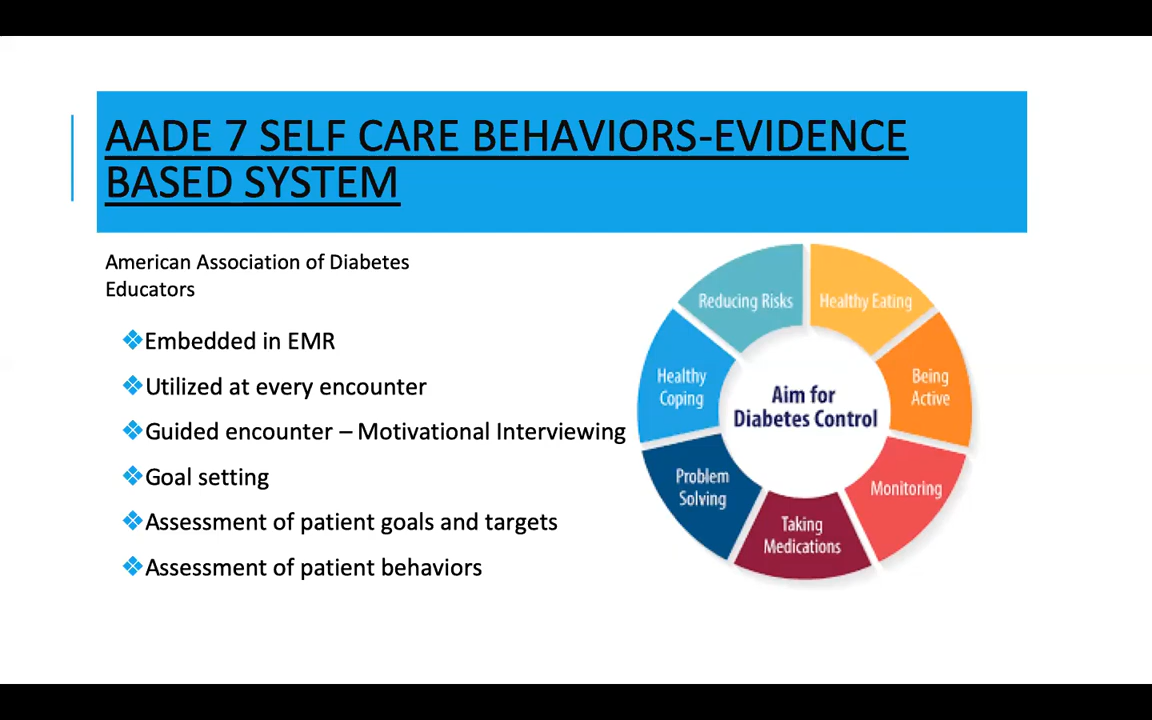 AADE 7 SELF CARE BEHAVIORS-EVIDENCE
BASED SYSTEM
American Association of Diabetes
Educators
Embedded in EMR
Utilized at every encounter
Guided encounter – Motivational Interviewing
Goal setting
Assessment of patient goals and targets
Assessment of patient behaviors
Reducing Risks
Healthy Eating
Being
Active
Monitoring
Taking
Medications
Problem
Solving
Healthy
Coping
Aim for
Diabetes Control